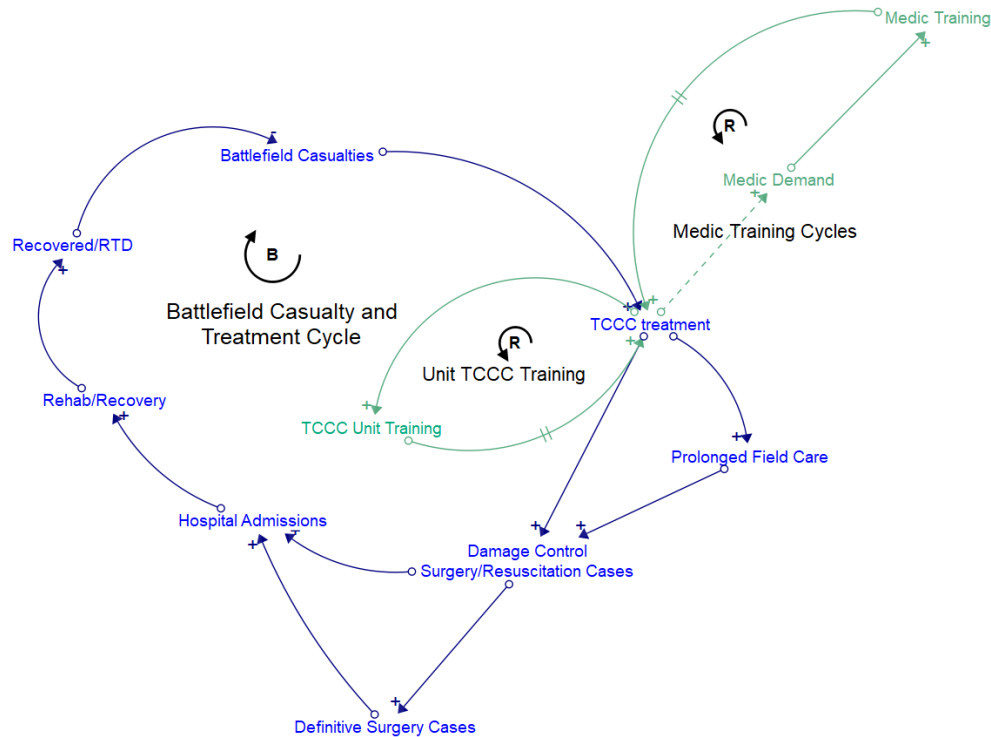 Medic Training
+
R
-
Battlefield Casualties
Medic Demand
+
Medic Training Cycles
Recovered/RTD
+
B
Battlefield Casualty and
Treatment Cycle
+
+
TCCC treatment
+
+
R
Unit TCCC Training
Rehab/Recovery
+
+
TCCC Unit Training
+
Prolonged Field Care
Hospital Admissions
+
+
+
Damage Control
Surgery/Resuscitation Cases
+
Definitive Surgery Cases